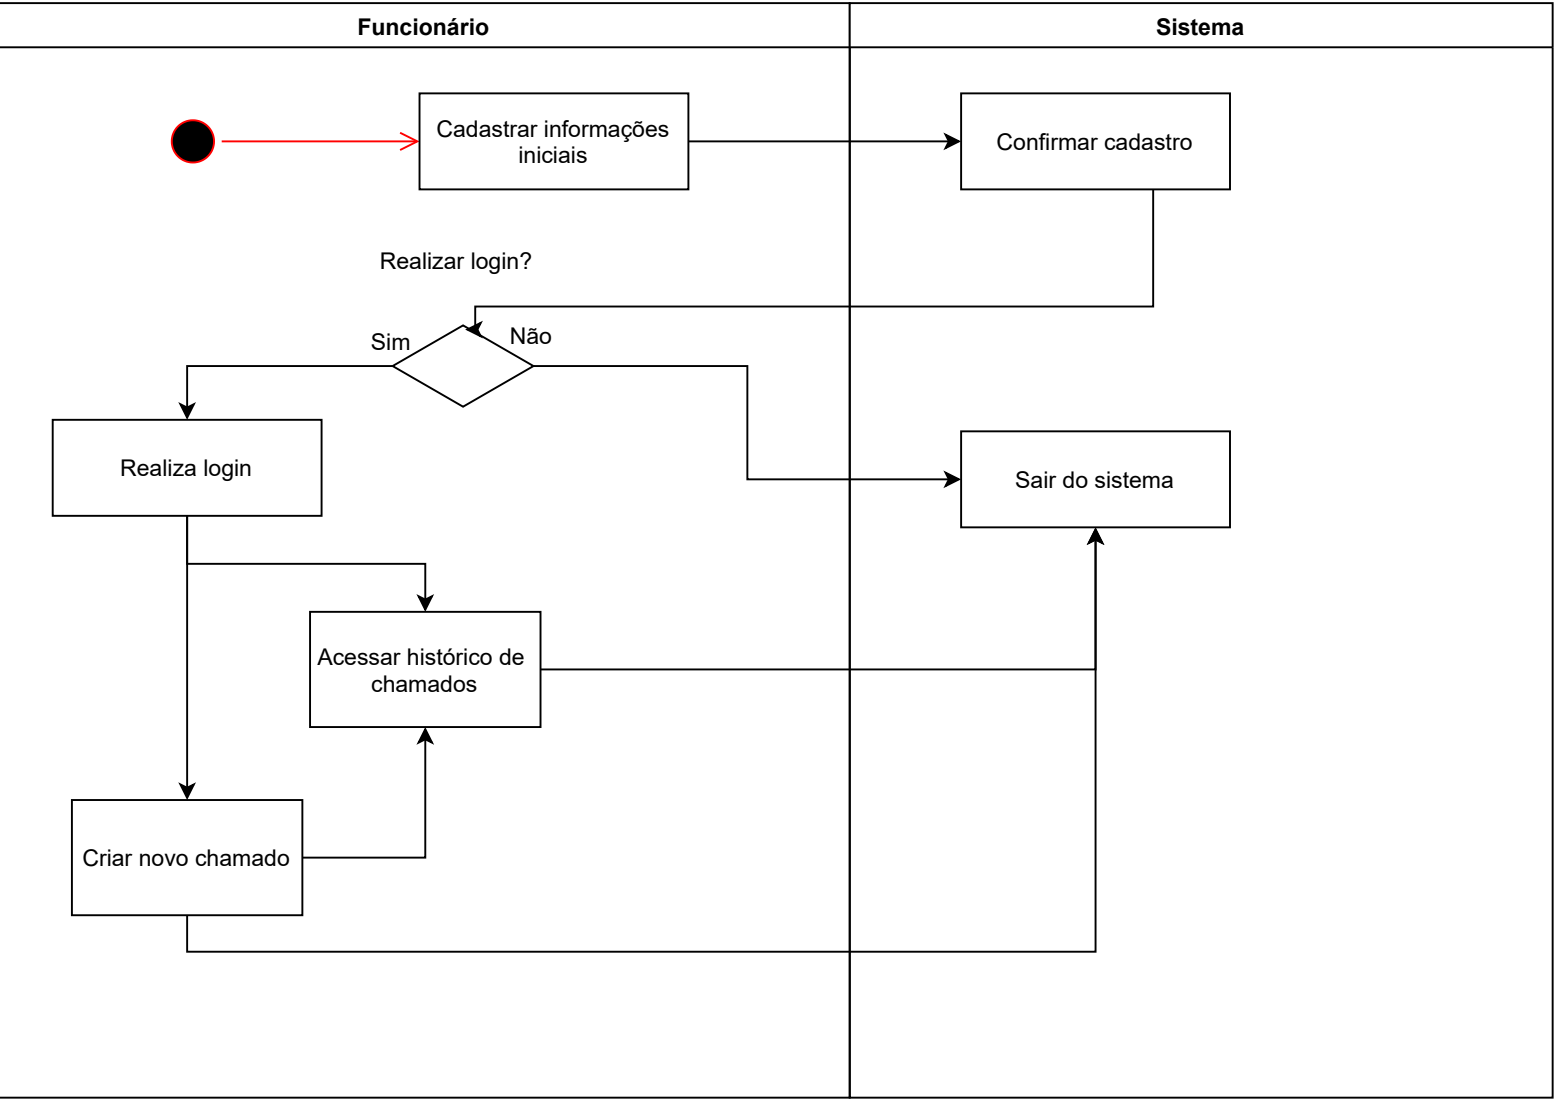 Funcionário
Sistema
Cadastrar informações
iniciais
Confirmar cadastro
Realizar login?
Sim
Não
Realiza login
Sair do sistema
Acessar histórico de
chamados
Criar novo chamado